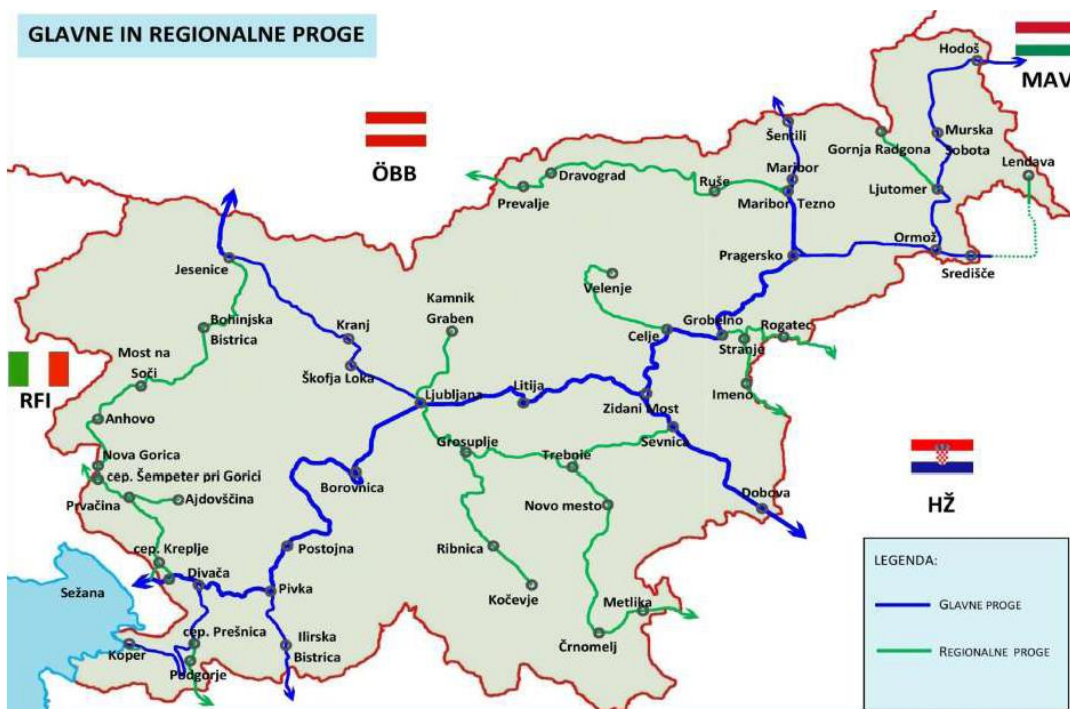 GLAVNE IN REGIONALNE PROGE
Hodoš
MAV
ÖBB
Šentilj
Gornja Radgona
Murska
Sobota
Lendava
Dravograd
Prevalje
Ruše
Maribor
Maribor Tezno
Ljutomer
Ormož
Središče
Pragersko
Jesenice
Velenje
Kamnik
Graben
Bohinjska
Bistrica
Kranj
Škofja Loka
Celje
Grobelno
Rogatec
Stranje
Imeno
Most na
Soči
RFI
Ljubljana
Litija
Zidani Most
Sevnica
Anhovo
Nova Gorica
cep. Šempeter pri Gorici
Prvačina
Ajdovščina
Borovnica
Grosuplje
Trebnje
Novo mesto
Dobova
HŽ
cep. Kreplje
Divača
Sežana
Postojna
Pivka
Ribnica
Kočevje
Metlika
Črnomelj
cep. Prešnica
Koper
Podgorje
Ilirska
Bistrica
LEGENDA:
GLAVNE PROGE
REGIONALNE PROGE